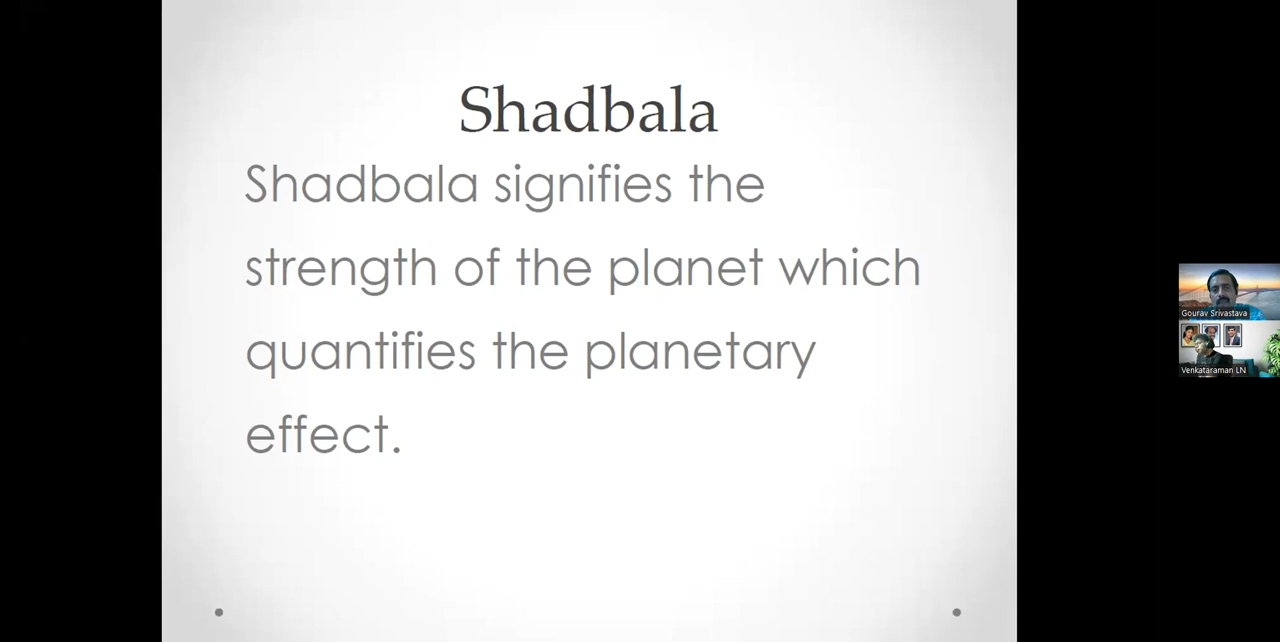 Shadbala
Shadbala signifies the
strength of the planet which
quantifies the planetary
effect.
Gourav Srivastava
Venkataraman LN